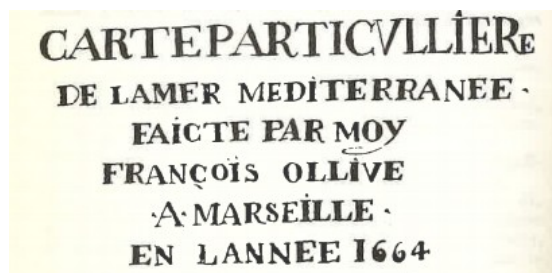 CARTE PARTICVLLIERE
DE LAMER MEDITERRANEE ·
FAICTE PAR MOY
FRANÇOIS OLLIVE
·A·MARSEILLE ·
EN LANNEE 1664